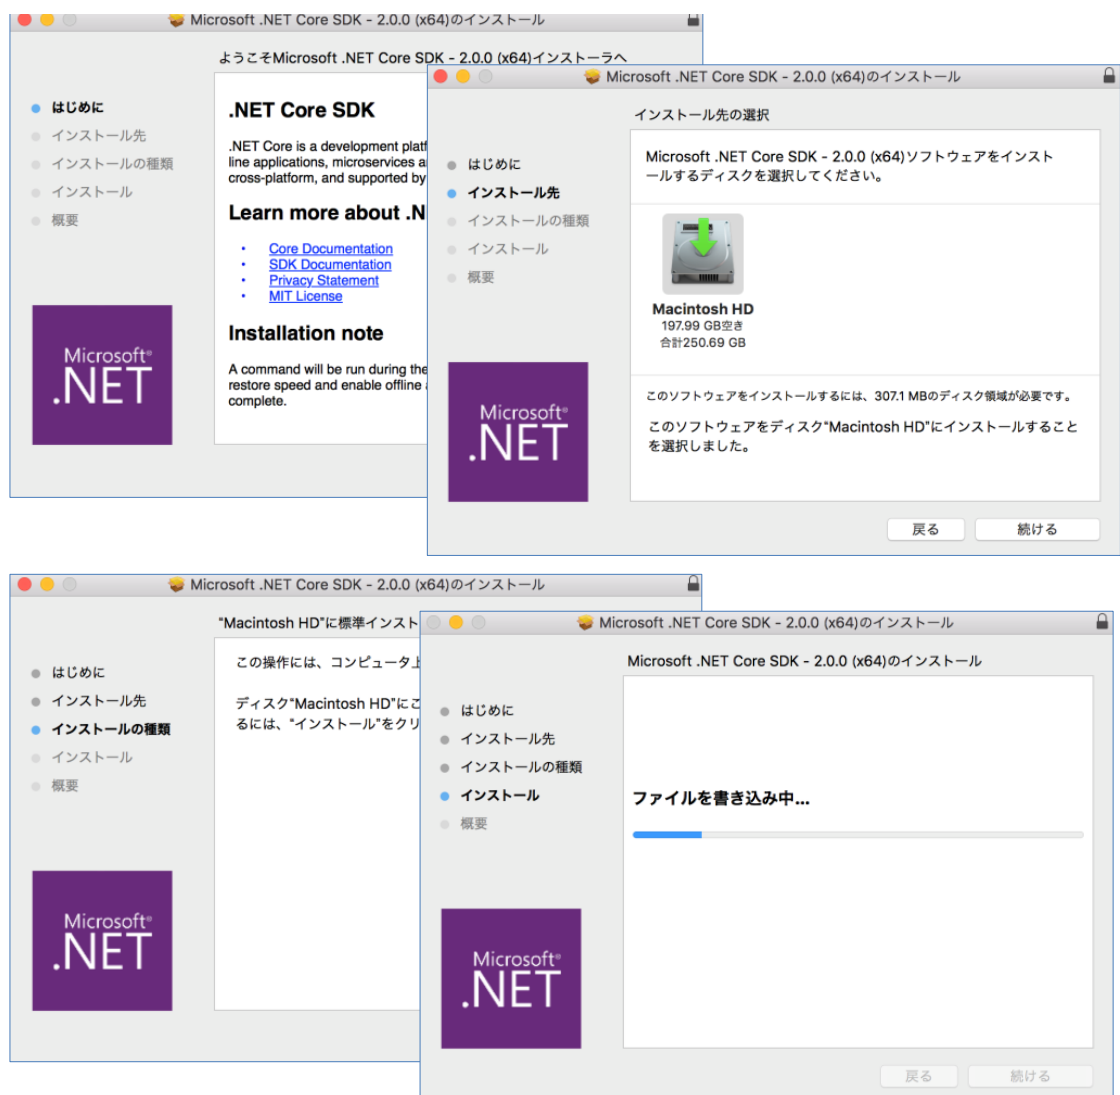 Microsoft .NET Core SDK - 2.0.0 (x64)のインストール
ようこそMicrosoft .NET Core SDK - 2.0.0 (x64)インストーラへ
はじめに
インストール先
インストールの種類
インストール
概要
.NET Core SDK
.NET Core is a development
line applications, microservices
cross-platform, and supported by
Learn more about
Core Documentation
SDK Documentation
Privacy Statement
MIT License
Installation note
A command will be run during the
restore speed and enable offline
complete.
Microsoft®
.NET
Microsoft .NET Core SDK - 2.0.0 (x64)のインストール
インストール先の選択
はじめに
インストール先
インストールの種類
インストール
概要
Microsoft .NET Core SDK - 2.0.0 (x64)ソフトウェアをインスト
ールするディスクを選択してください。
Macintosh HD
197.99 GB空き
合計250.69 GB
このソフトウェアをインストールするには、307.1 MBのディスク領域が必要です。
このソフトウェアをディスク“Macintosh HD”にインストールすること
を選択しました。
Microsoft®
.NET
戻る
続ける
Microsoft .NET Core SDK - 2.0.0 (x64)のインストール
“Macintosh HD”に標準インスト
はじめに
インストール先
インストールの種類
インストール
概要
この操作には、コンピュータ上
ディスク“Macintosh HD”にこ
るには、“インストール”をクリ
Microsoft®
.NET
Microsoft .NET Core SDK - 2.0.0 (x64)のインストール
Microsoft .NET Core SDK - 2.0.0 (x64)のインストール
はじめに
インストール先
インストールの種類
インストール
概要
ファイルを書き込み中...
Microsoft®
.NET
戻る
続ける